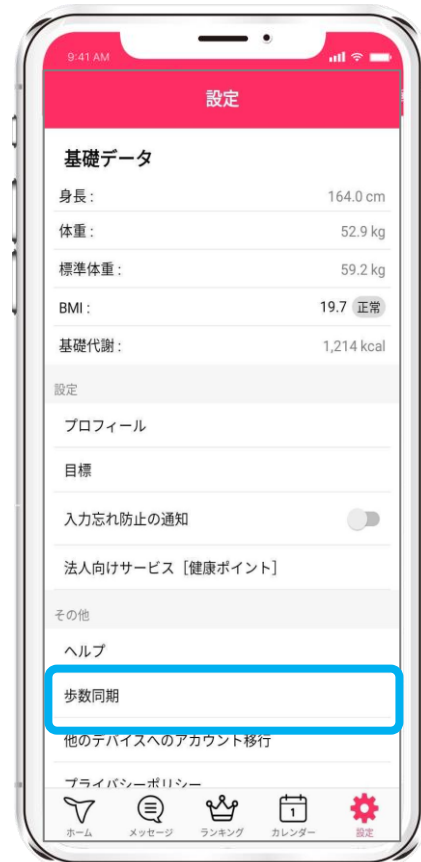 9:41 AM
設定
基礎データ
身長 : 164.0 cm
体重 : 52.9 kg
標準体重 : 59.2 kg
BMI : 19.7 正常
基礎代謝 : 1,214 kcal
設定
プロフィール
目標
入力忘れ防止の通知
法人向けサービス［健康ポイント］
その他
ヘルプ
歩数同期
他のデバイスへのアカウント移行
プライバシーポリシー
1
ホーム メッセージ ランキング カレンダー 設定